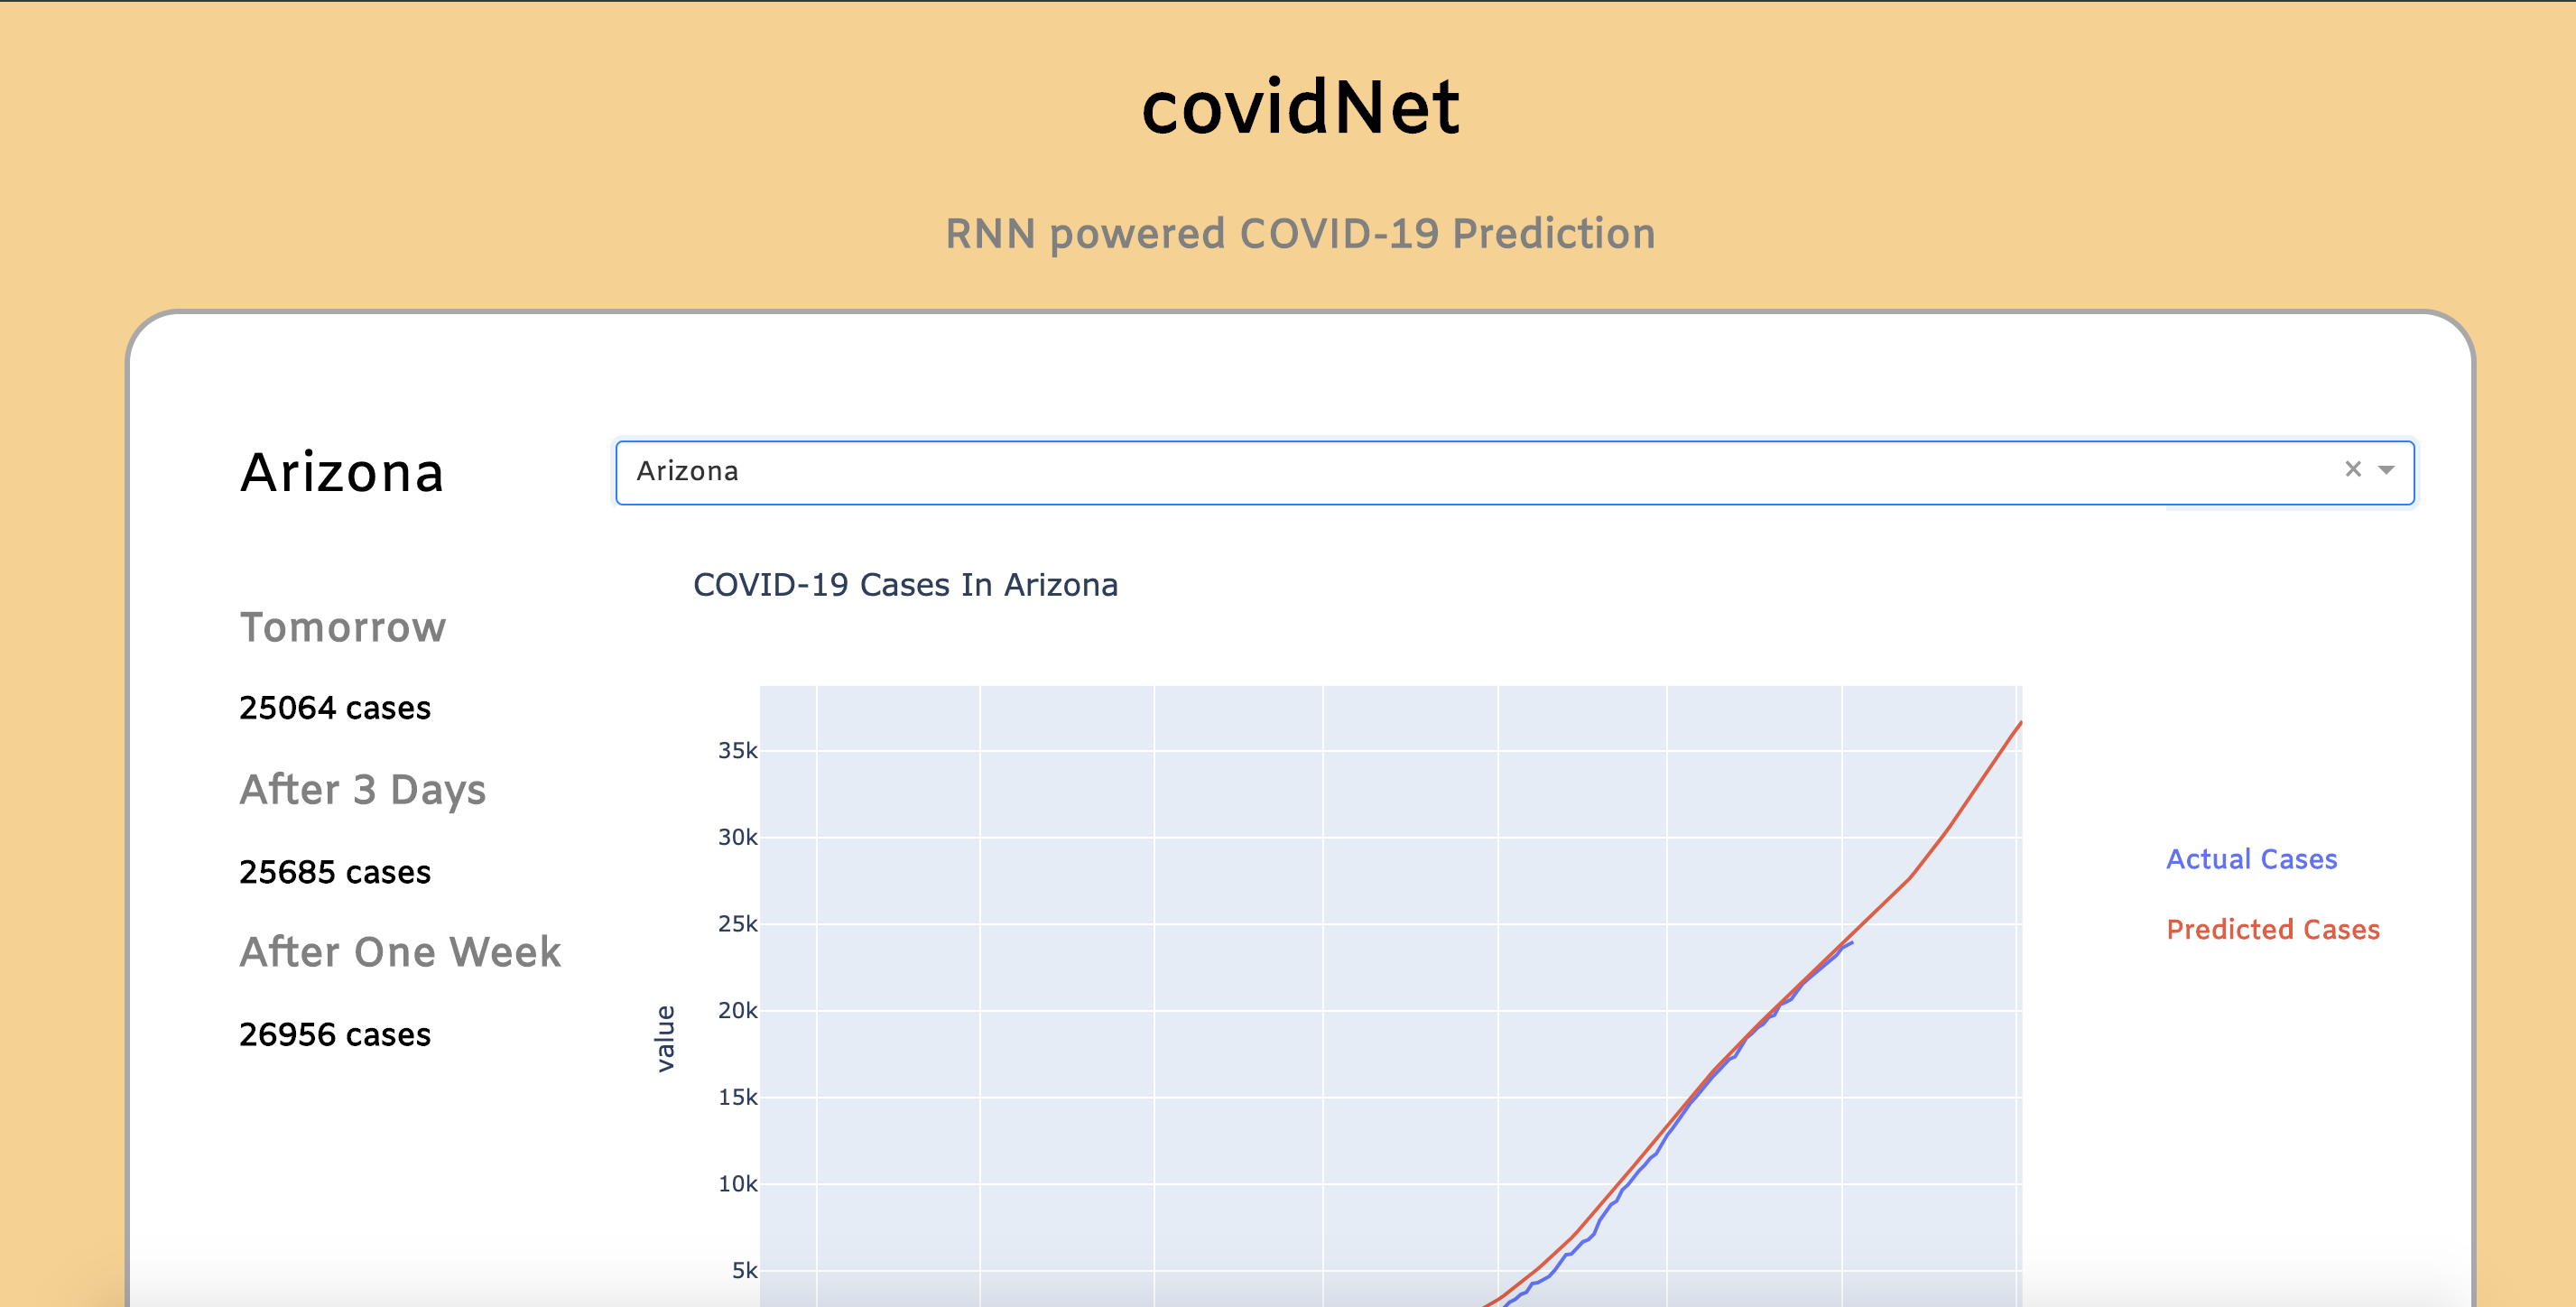 covidNet
RNN powered COVID-19 Prediction
Arizona
Arizona
Tomorrow
25064 cases
After 3 Days
25685 cases
After One Week
26956 cases
COVID-19 Cases In Arizona
value
35k
30k
25k
20k
15k
10k
5k
Actual Cases
Predicted Cases